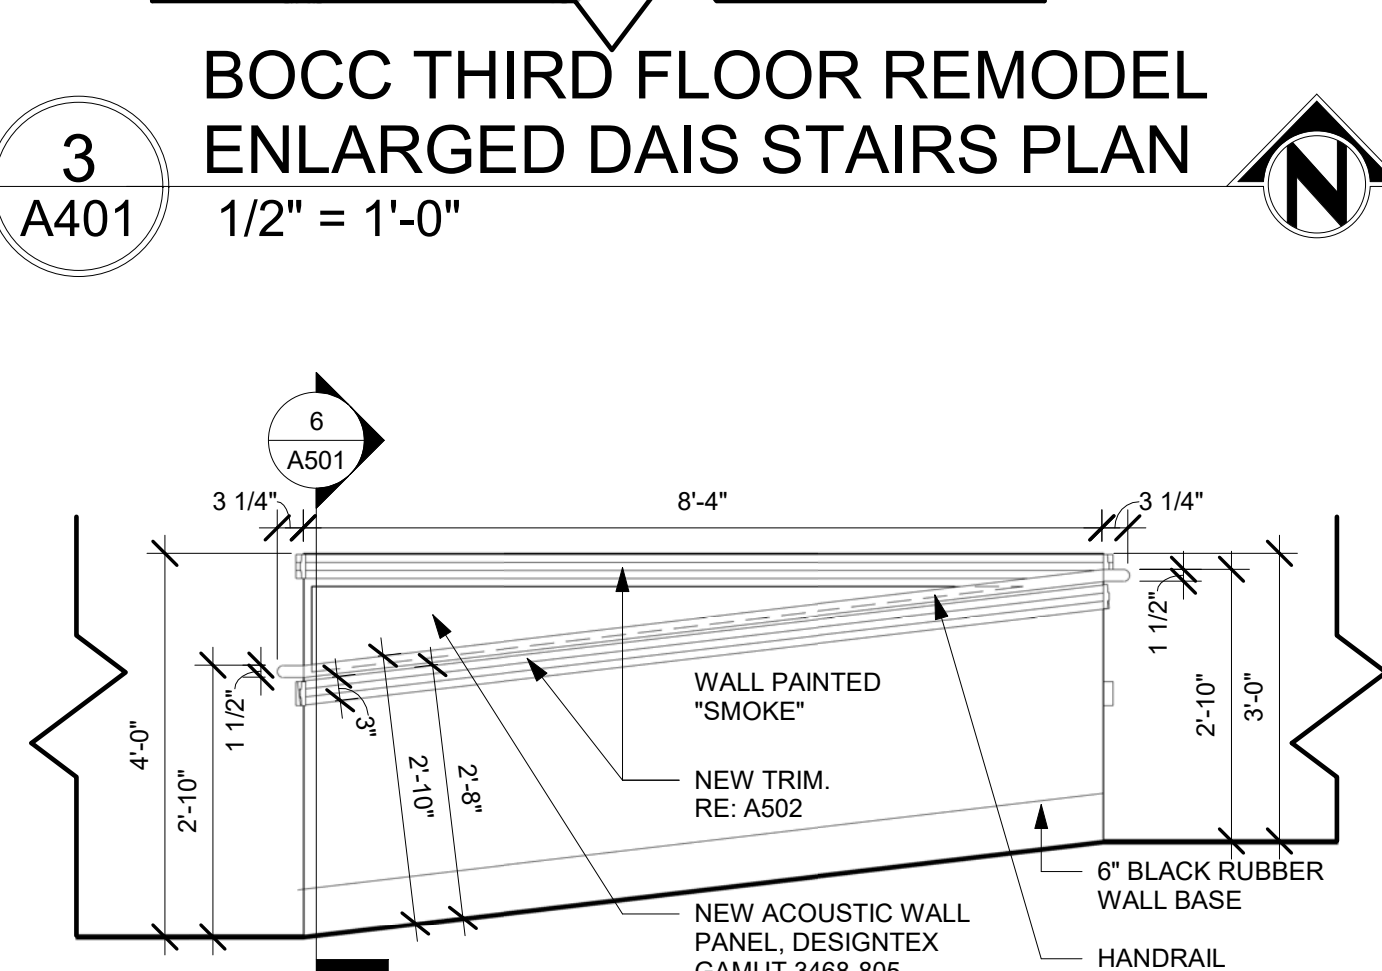 BOCC THIRD FLOOR REMODEL
ENLARGED DAIS STAIRS PLAN
3
A401
1/2" = 1'-0"
N
6
A501
3 1/4"
8'-4"
3 1/4"
1 1/2"
4'-0"
2'-10"
1 1/2"
3"
2'-10"
2'-8"
WALL PAINTED
"SMOKE"
NEW TRIM.
RE: A502
2'-10"
3'-0"
6" BLACK RUBBER
WALL BASE
NEW ACOUSTIC WALL
PANEL, DESIGNTEX
GAMUT 3468-805
HANDRAIL